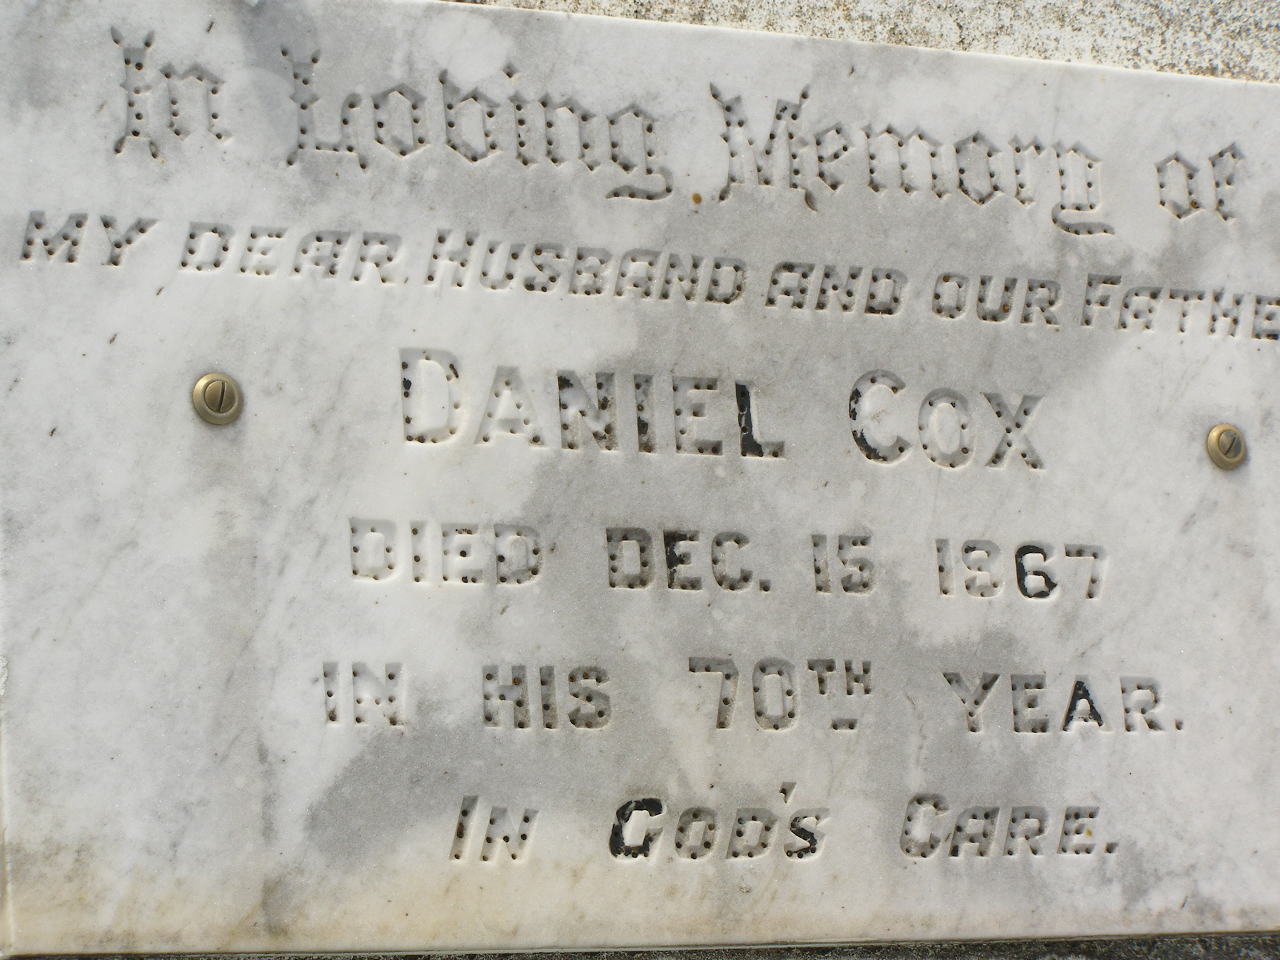 In Loving Memory of
MY DEAR HUSBAND AND OUR FATHE
DANIEL COX
DIED DEC. 15 1967
IN HIS 70TH YEAR.
IN GOD'S CARE.